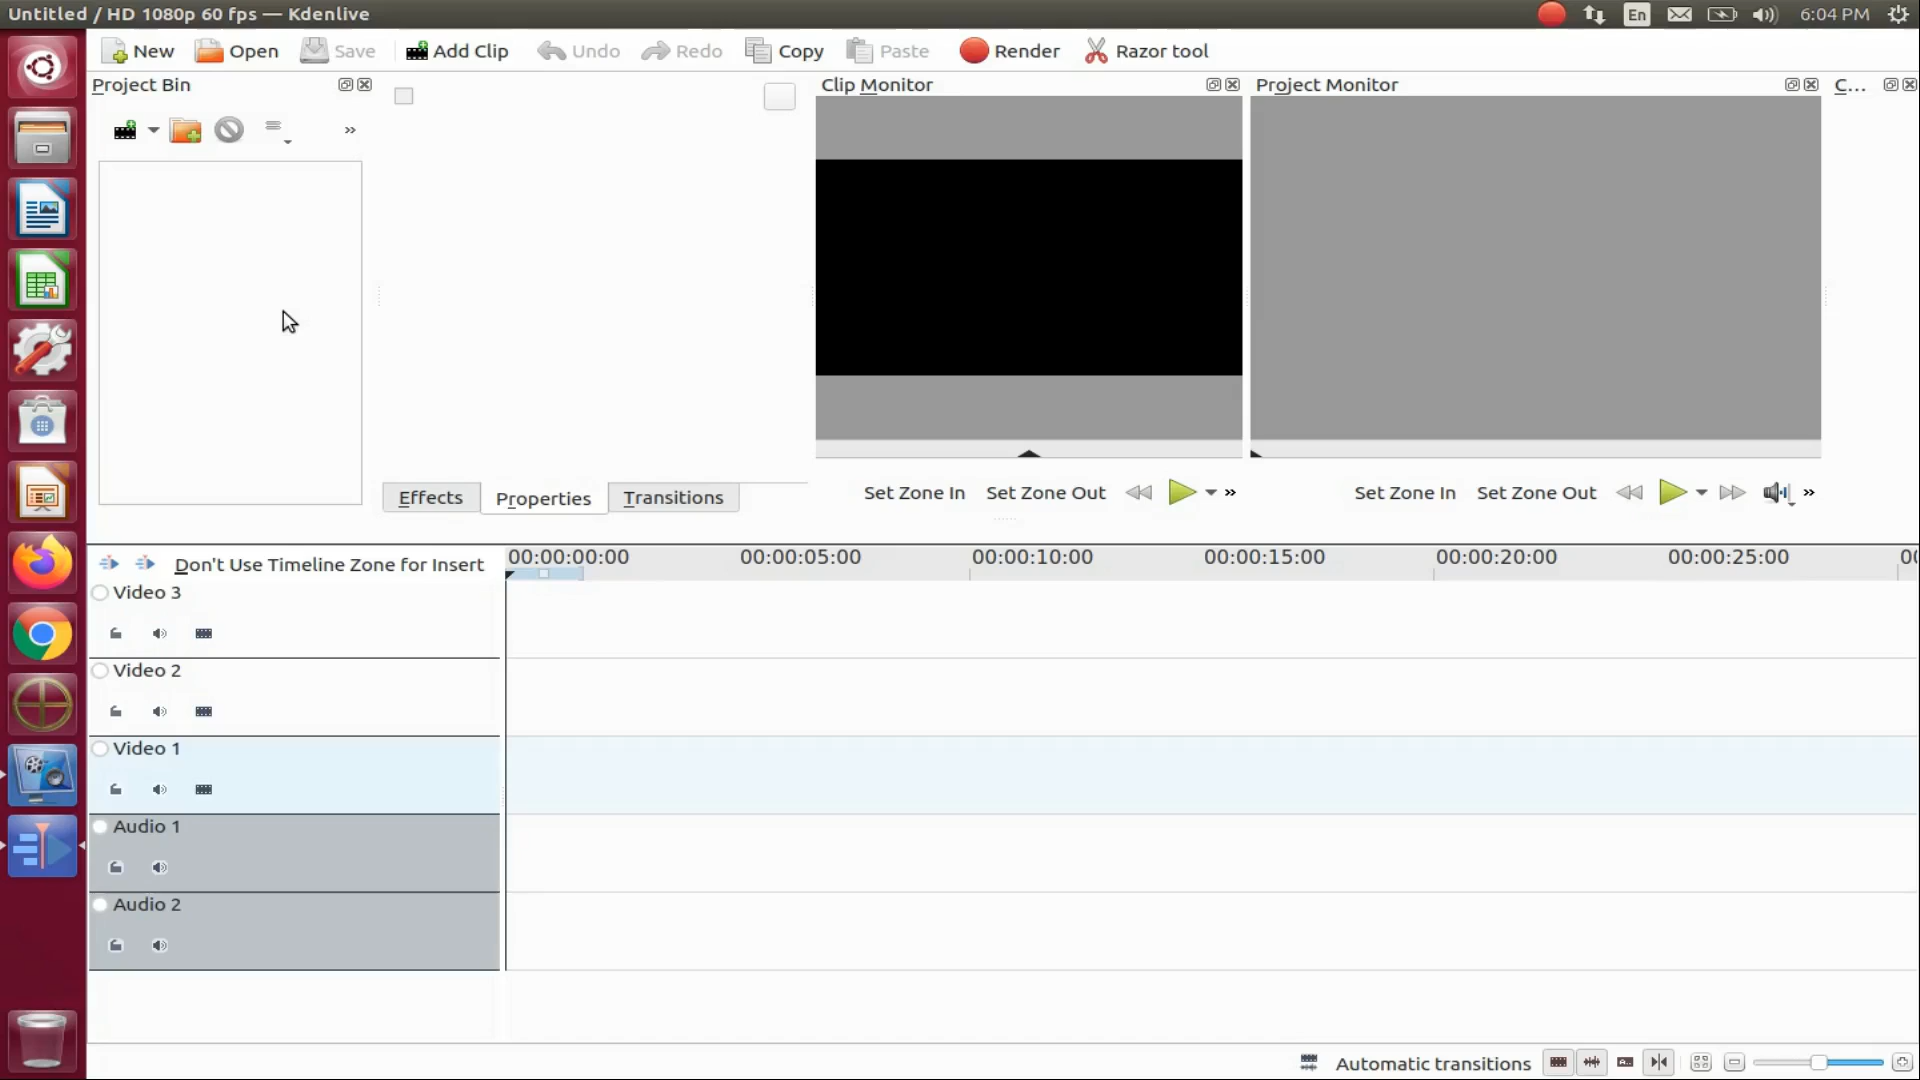 Untitled / HD 1080p 60 fps — Kdenlive
En
6:04 PM
New
Open
Save
Add Clip
Undo
Redo
Copy
Paste
Render
Razor tool
Project Bin
Clip Monitor
Project Monitor
C...
»
Effects
Properties
Transitions
Set Zone In
Set Zone Out
»
Set Zone In
Set Zone Out
»
Don't Use Timeline Zone for Insert
00:00:00:00
00:00:05:00
00:00:10:00
00:00:15:00
00:00:20:00
00:00:25:00
Video 3
Video 2
Video 1
Audio 1
Audio 2
Automatic transitions